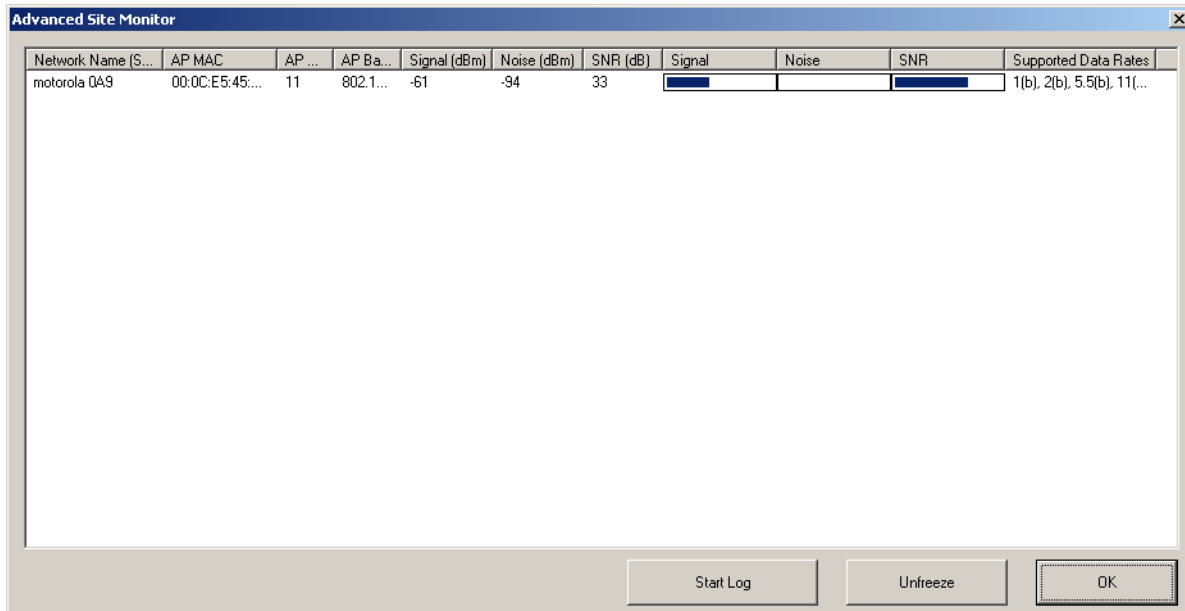 Advanced Site Monitor
Network Name (S... AP MAC AP ... AP Ba... Signal (dBm) Noise (dBm) SNR (dB) Signal Noise SNR Supported Data Rates
motorola 0A9 00:0C:E5:45:... 11 802.1... -61 -94 33 1(b), 2(b), 5.5(b), 11(...
Start Log Unfreeze OK